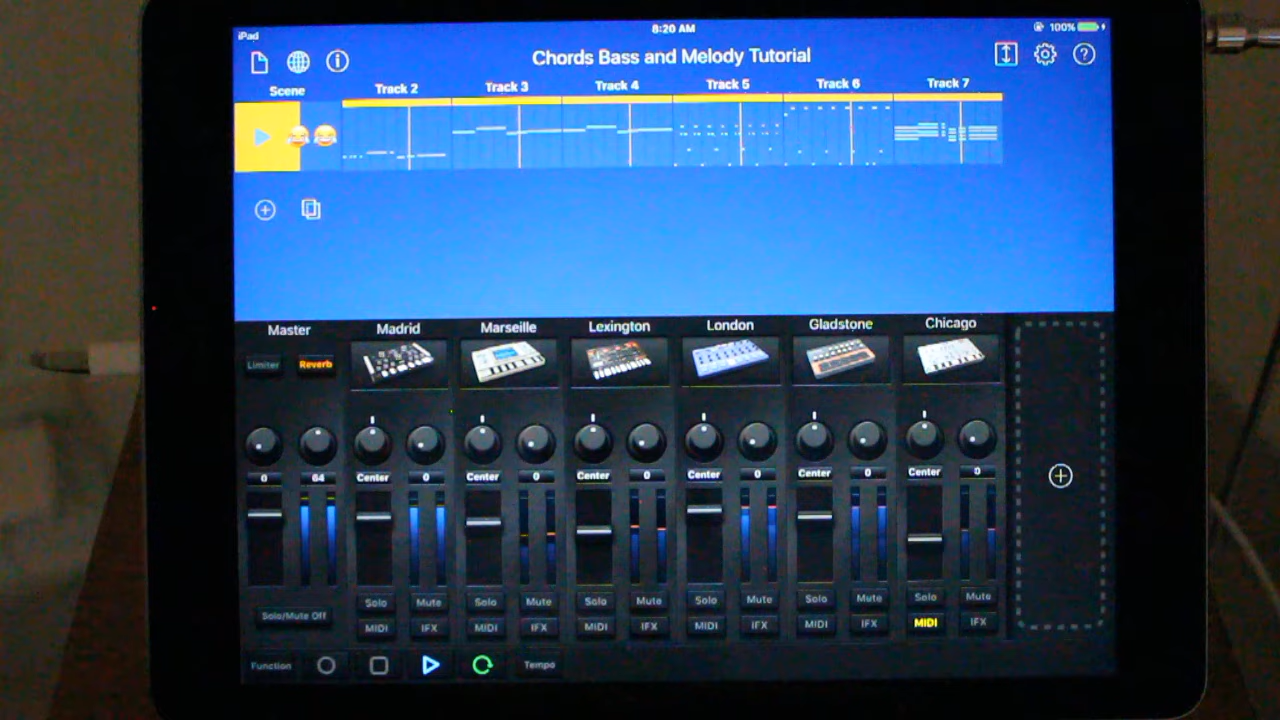 iPad 8:20 AM 100%
Chords Bass and Melody Tutorial
Scene Track 2 Track 3 Track 4 Track 5 Track 6 Track 7
Master Madrid Marseille Lexington London Gladstone Chicago
Limiter Reverb
0 64 Center 0 Center 0 Center 0 Center 0 Center 0 Center 0
Solo Mute Solo Mute Solo Mute Solo Mute Solo Mute Solo Mute
Solo/Mute Off
MIDI IFX MIDI IFX MIDI IFX MIDI IFX MIDI IFX MIDI IFX
Function Tempo